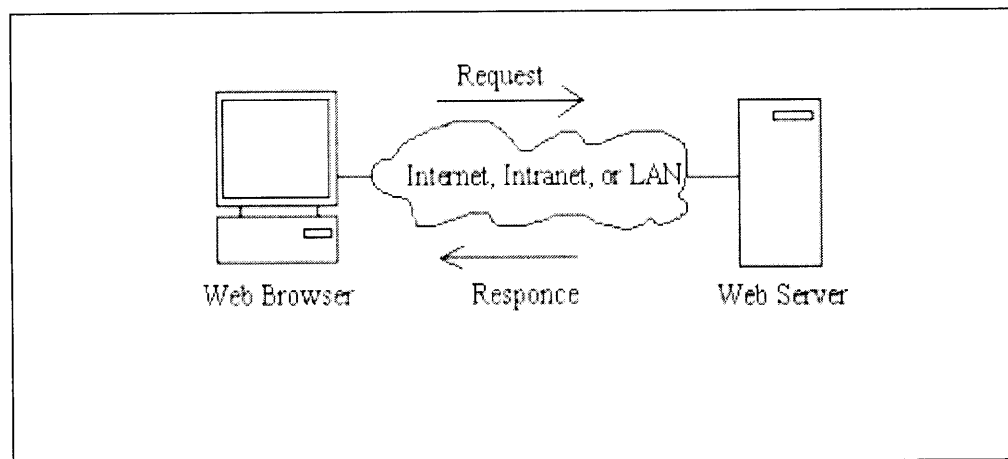 Request
Internet, Intranet, or LAN
Responce
Web Browser
Web Server